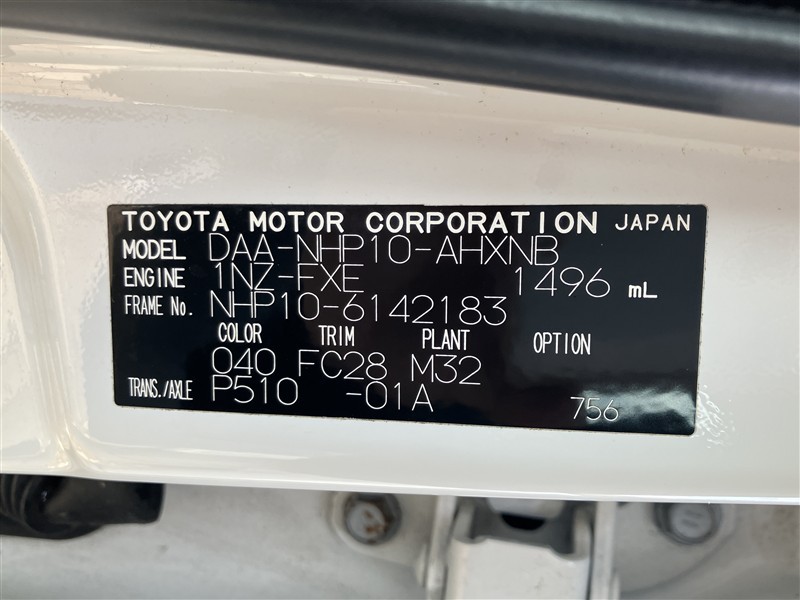 TOYOTA MOTOR CORPORATION JAPAN
MODEL DAA-NHP10-AHXNB
ENGINE 1NZ-FXE 1496 mL
FRAME No. NHP10-6142183
COLOR TRIM PLANT OPTION
040 FC28 M32
TRANS./AXLE P510 -01A 756